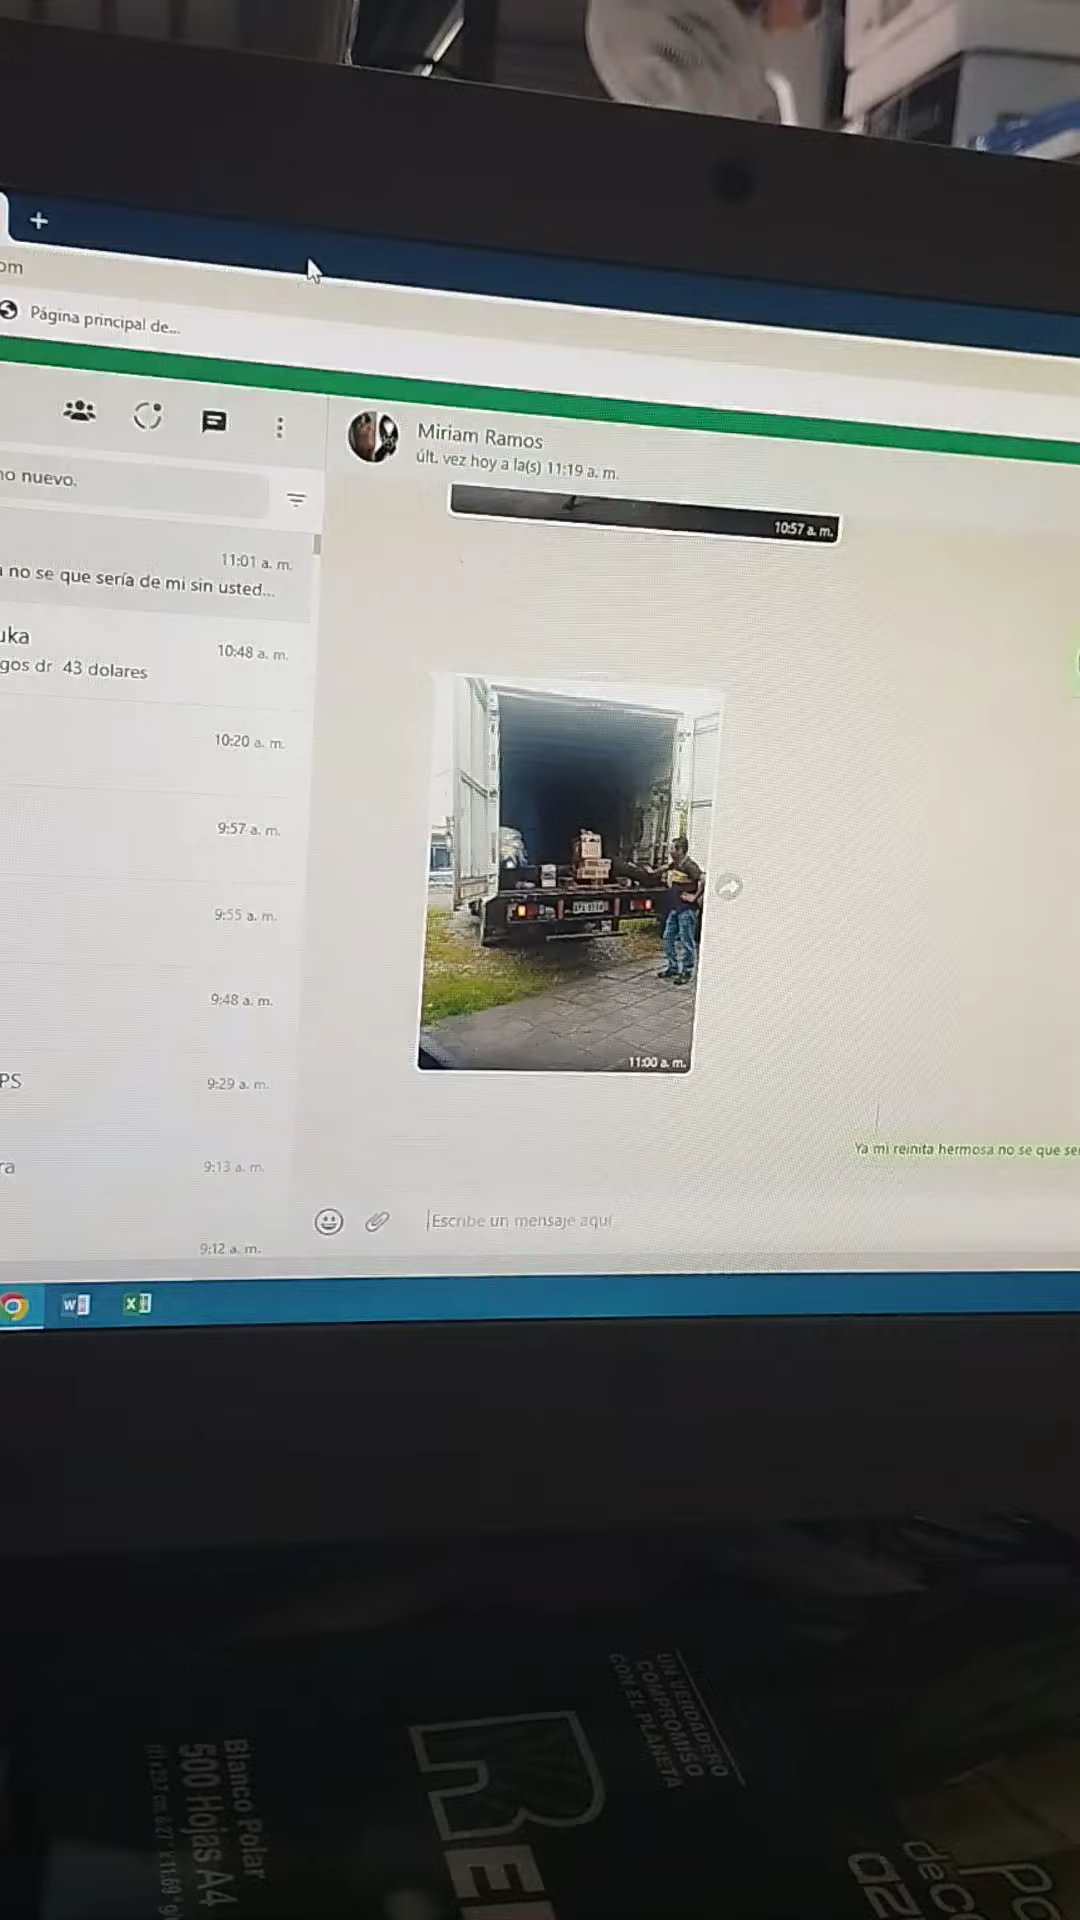 +
om
Página principal de...
Miriam Ramos
últ. vez hoy a la(s) 11:19 a. m.
no nuevo.
10:57 a. m.
11:01 a. m.
no se que sería de mi sin usted...
uka
10:48 a. m.
gos dr 43 dolares
10:20 a. m.
9:57 a. m.
9:55 a. m.
9:48 a. m.
PS
9:29 a. m.
ra
9:13 a. m.
9:12 a. m.
11:00 a. m.
Ya mi reinita hermosa no se que se
Escribe un mensaje aquí
W
X
UN VERDADERO
COMPROMISO
CON EL PLANETA
Blanco Polar
500 Hojas A4
RE
de C